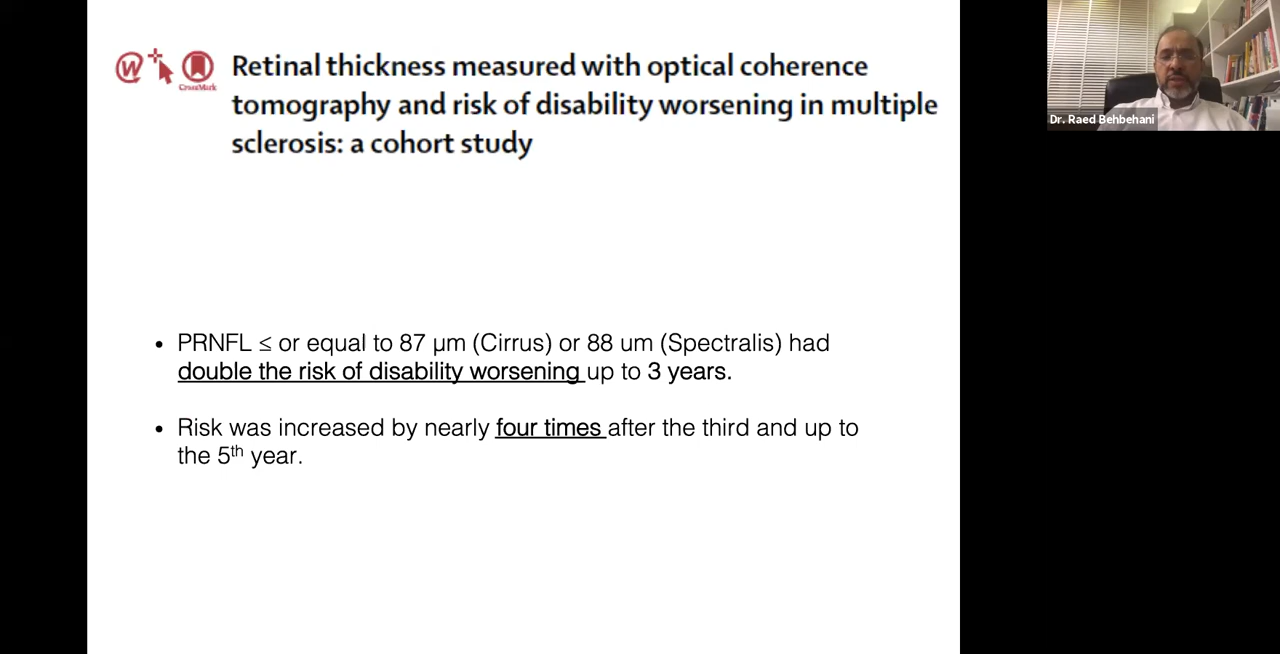 Retinal thickness measured with optical coherence
tomography and risk of disability worsening in multiple
sclerosis: a cohort study
W
CrossMark
• PRNFL ≤ or equal to 87 µm (Cirrus) or 88 um (Spectralis) had
double the risk of disability worsening up to 3 years.
• Risk was increased by nearly four times after the third and up to
the 5th year.
Dr. Raed Behbehani